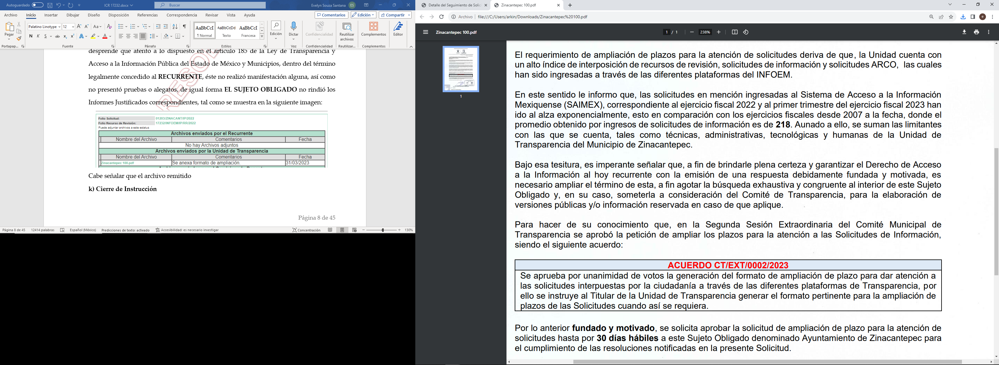 Autoguardado
ICR 17232.docx
Buscar
Evelyn Souza Santana
ES
Archivo Inicio Insertar Dibujar Diseño Disposición Referencias Correspondencia Revisar Vista Ayuda
Comentarios Edición Compartir
Pegar
Palatino Linotype 12
Aa
N K S ab x₂ x² A A
AaBbCcI AaBbCcDd AaBbCcI
¶ Normal Texto Francesa
Edición
Dictar
Confidencialidad
Reutilizar archivos
Complementos
Editor
Portapap... Fuente Párrafo Estilos Voz Confidencialidad Reutilizar... Complementos
desprende que atento a lo dispuesto en el artículo 185 de la Ley de Transparencia y
Acceso a la Información Pública del Estado de México y Municipios, dentro del término
legalmente concedido al RECURRENTE, éste no realizó manifestación alguna, así como
no presentó pruebas o alegatos, de igual forma EL SUJETO OBLIGADO no rindió los
Informes Justificados correspondientes, tal como se muestra en la siguiente imagen:
RESOL
Folio Solicitud: 01203/ZINACANT/IP/2022
Folio Recurso de Revisión: 17232/INFOEM/IP/RR/2022
Puede adjuntar archivos a este estatus
Archivos enviados por el Recurrente
Nombre del Archivo Comentarios Fecha
No hay Archivos adjuntos
Archivos enviados por la Unidad de Transparencia
Nombre del Archivo Comentarios Fecha
Zinacantepec 100.pdf Se anexa formato de ampliación. 31/03/2023
Cabe señalar que el archivo remitido
k) Cierre de Instrucción
Página 8 de 45
Página 8 de 45 12414 palabras Español (México) Predicciones de texto: activado Accesibilidad: es necesario investigar Concentración 130%
Detalle del Seguimiento de Solic
Zinacantepec 100.pdf
Archivo file:///C:/Users/arkin/Downloads/Zinacantepec%20100.pdf
e
Zinacantepec 100.pdf 1 / 1 238%
1
El requerimiento de ampliación de plazos para la atención de solicitudes deriva de que, la Unidad cuenta con
un alto índice de interposición de recursos de revisión, solicitudes de información y solicitudes ARCO, las cuales
han sido ingresadas a través de las diferentes plataformas del INFOEM.
En este sentido le informo que, las solicitudes en mención ingresadas al Sistema de Acceso a la Información
Mexiquense (SAIMEX), correspondiente al ejercicio fiscal 2022 y al primer trimestre del ejercicio fiscal 2023 han
ido al alza exponencialmente, esto en comparación con los ejercicios fiscales desde 2007 a la fecha, donde el
promedio obtenido por ingresos de solicitudes de información es de 218. Aunado a ello, se suman las limitantes
con las que se cuenta, tales como técnicas, administrativas, tecnológicas y humanas de la Unidad de
Transparencia del Municipio de Zinacantepec.
Bajo esa tesitura, es imperante señalar que, a fin de brindarle plena certeza y garantizar el Derecho de Acceso
a la Información al hoy recurrente con la emisión de una respuesta debidamente fundada y motivada, es
necesario ampliar el término de esta, a fin agotar la búsqueda exhaustiva y congruente al interior de este Sujeto
Obligado y, en su caso, someterla a consideración del Comité de Transparencia, para la elaboración de
versiones públicas y/o información reservada en caso de que aplique.
Para hacer de su conocimiento que, en la Segunda Sesión Extraordinaria del Comité Municipal de
Transparencia se aprobó la petición de ampliar los plazos para la atención a las Solicitudes de Información,
siendo el siguiente acuerdo:
ACUERDO CT/EXT/0002/2023
Se aprueba por unanimidad de votos la generación del formato de ampliación de plazo para dar atención a
las solicitudes interpuestas por la ciudadanía a través de las diferentes plataformas de Transparencia, por
ello se instruye al Titular de la Unidad de Transparencia generar el formato pertinente para la ampliación de
plazos de las Solicitudes cuando así se requiera.
Por lo anterior fundado y motivado, se solicita aprobar la solicitud de ampliación de plazo para la atención de
solicitudes hasta por 30 días hábiles a este Sujeto Obligado denominado Ayuntamiento de Zinacantepec para
el cumplimiento de las resoluciones notificadas en la presente Solicitud.